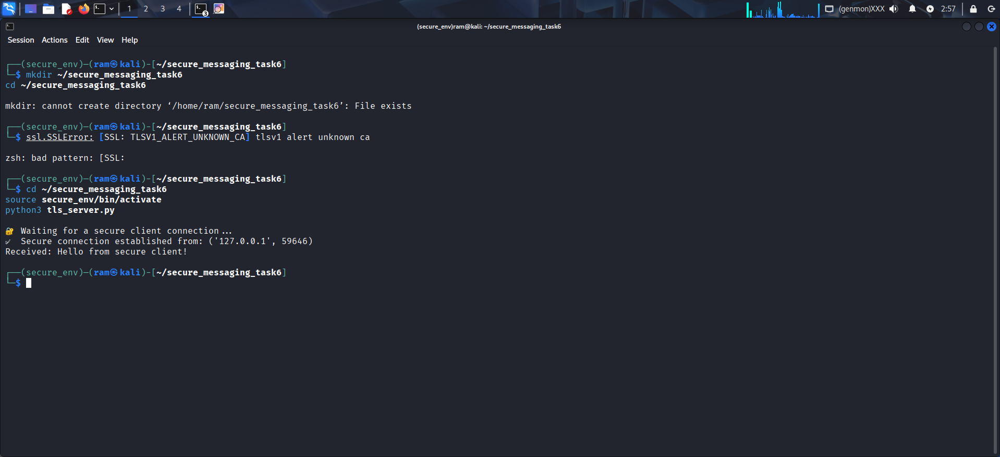 1 2 3 4 3 (genmon)XXX 2:57
(secure_env)ram@kali: ~/secure_messaging_task6
Session Actions Edit View Help
┌──(secure_env)─(ram㉿kali)-[~/secure_messaging_task6]
└─$ mkdir ~/secure_messaging_task6
cd ~/secure_messaging_task6
mkdir: cannot create directory ‘/home/ram/secure_messaging_task6’: File exists
┌──(secure_env)─(ram㉿kali)-[~/secure_messaging_task6]
└─$ ssl.SSLError: [SSL: TLSV1_ALERT_UNKNOWN_CA] tlsv1 alert unknown ca
zsh: bad pattern: [SSL:
┌──(secure_env)─(ram㉿kali)-[~/secure_messaging_task6]
└─$ cd ~/secure_messaging_task6
source secure_env/bin/activate
python3 tls_server.py
🔐 Waiting for a secure client connection...
✔ Secure connection established from: ('127.0.0.1', 59646)
Received: Hello from secure client!
┌──(secure_env)─(ram㉿kali)-[~/secure_messaging_task6]
└─$